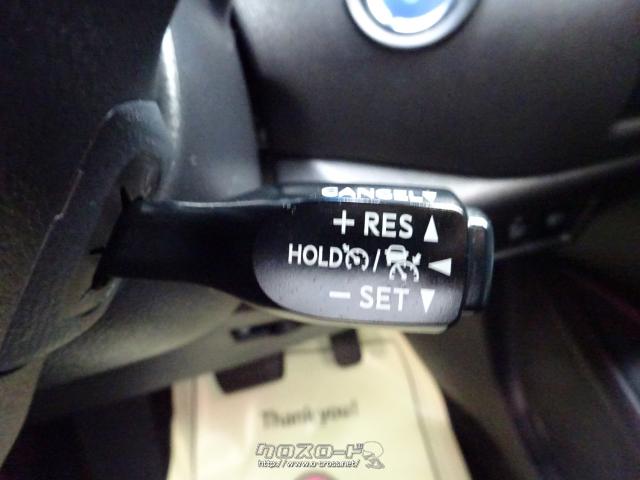 CANCEL
+ RES ▲
HOLD / ◀
− SET ▼
Thank you!
クロスロード
http://www.o-cross.net/